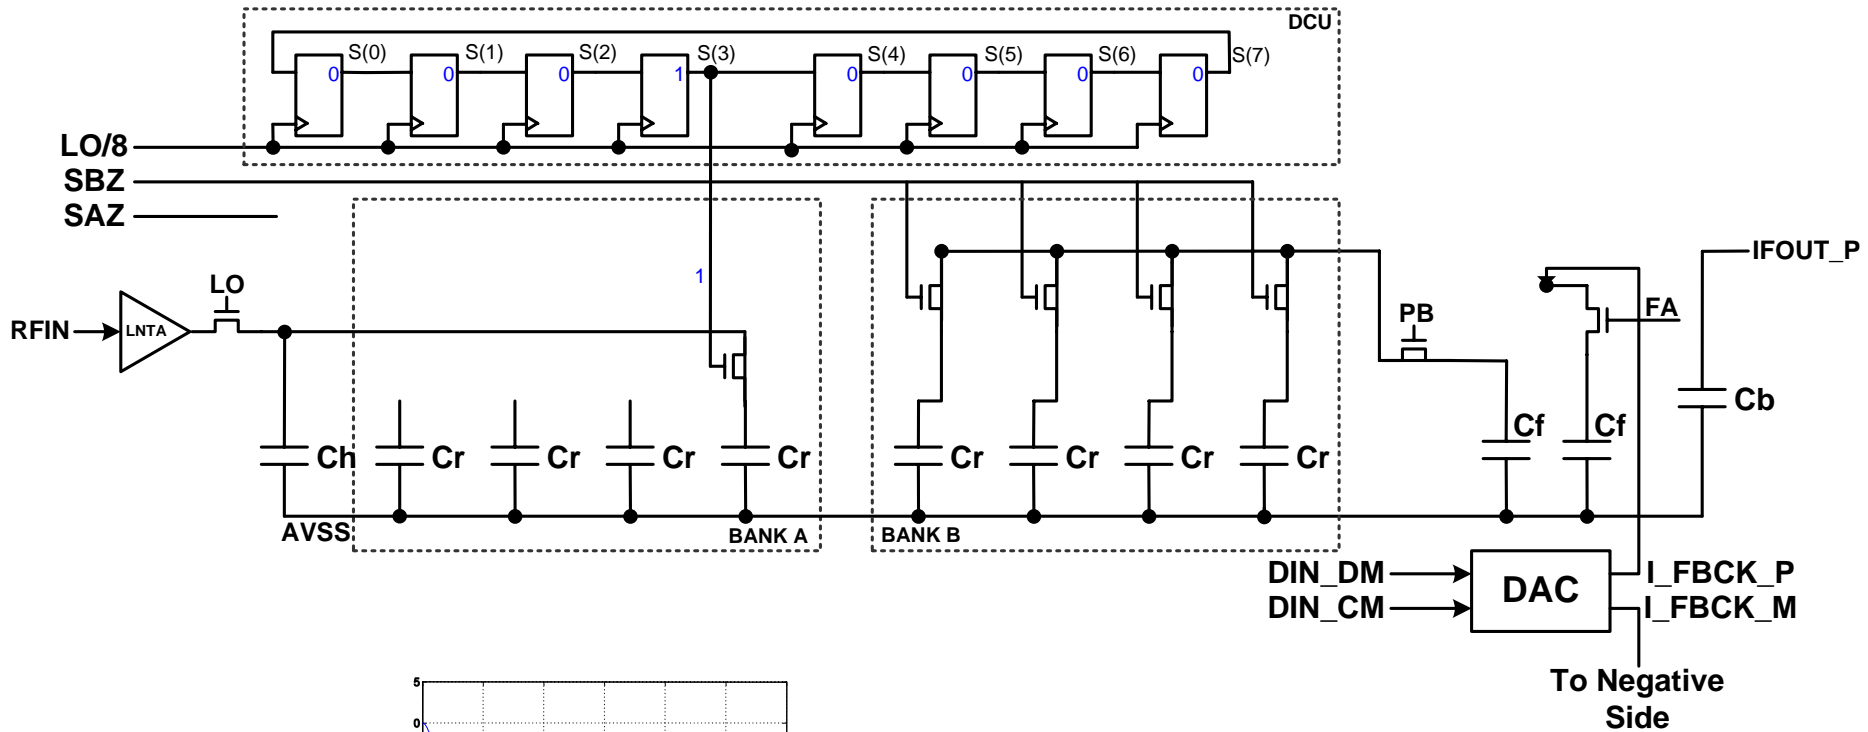 DCU
S(0) S(1) S(2) S(3) S(4) S(5) S(6) S(7)
0 0 0 1 0 0 0 0
LO/8
SBZ
SAZ
1
LO
RFIN
LNTA
IFOUT_P
PB
FA
Ch Cr Cr Cr Cr Cr Cr Cr Cr
Cf Cf
Cb
AVSS
BANK A
BANK B
DIN_DM
DIN_CM
DAC
I_FBCK_P
I_FBCK_M
To Negative
Side
5
0